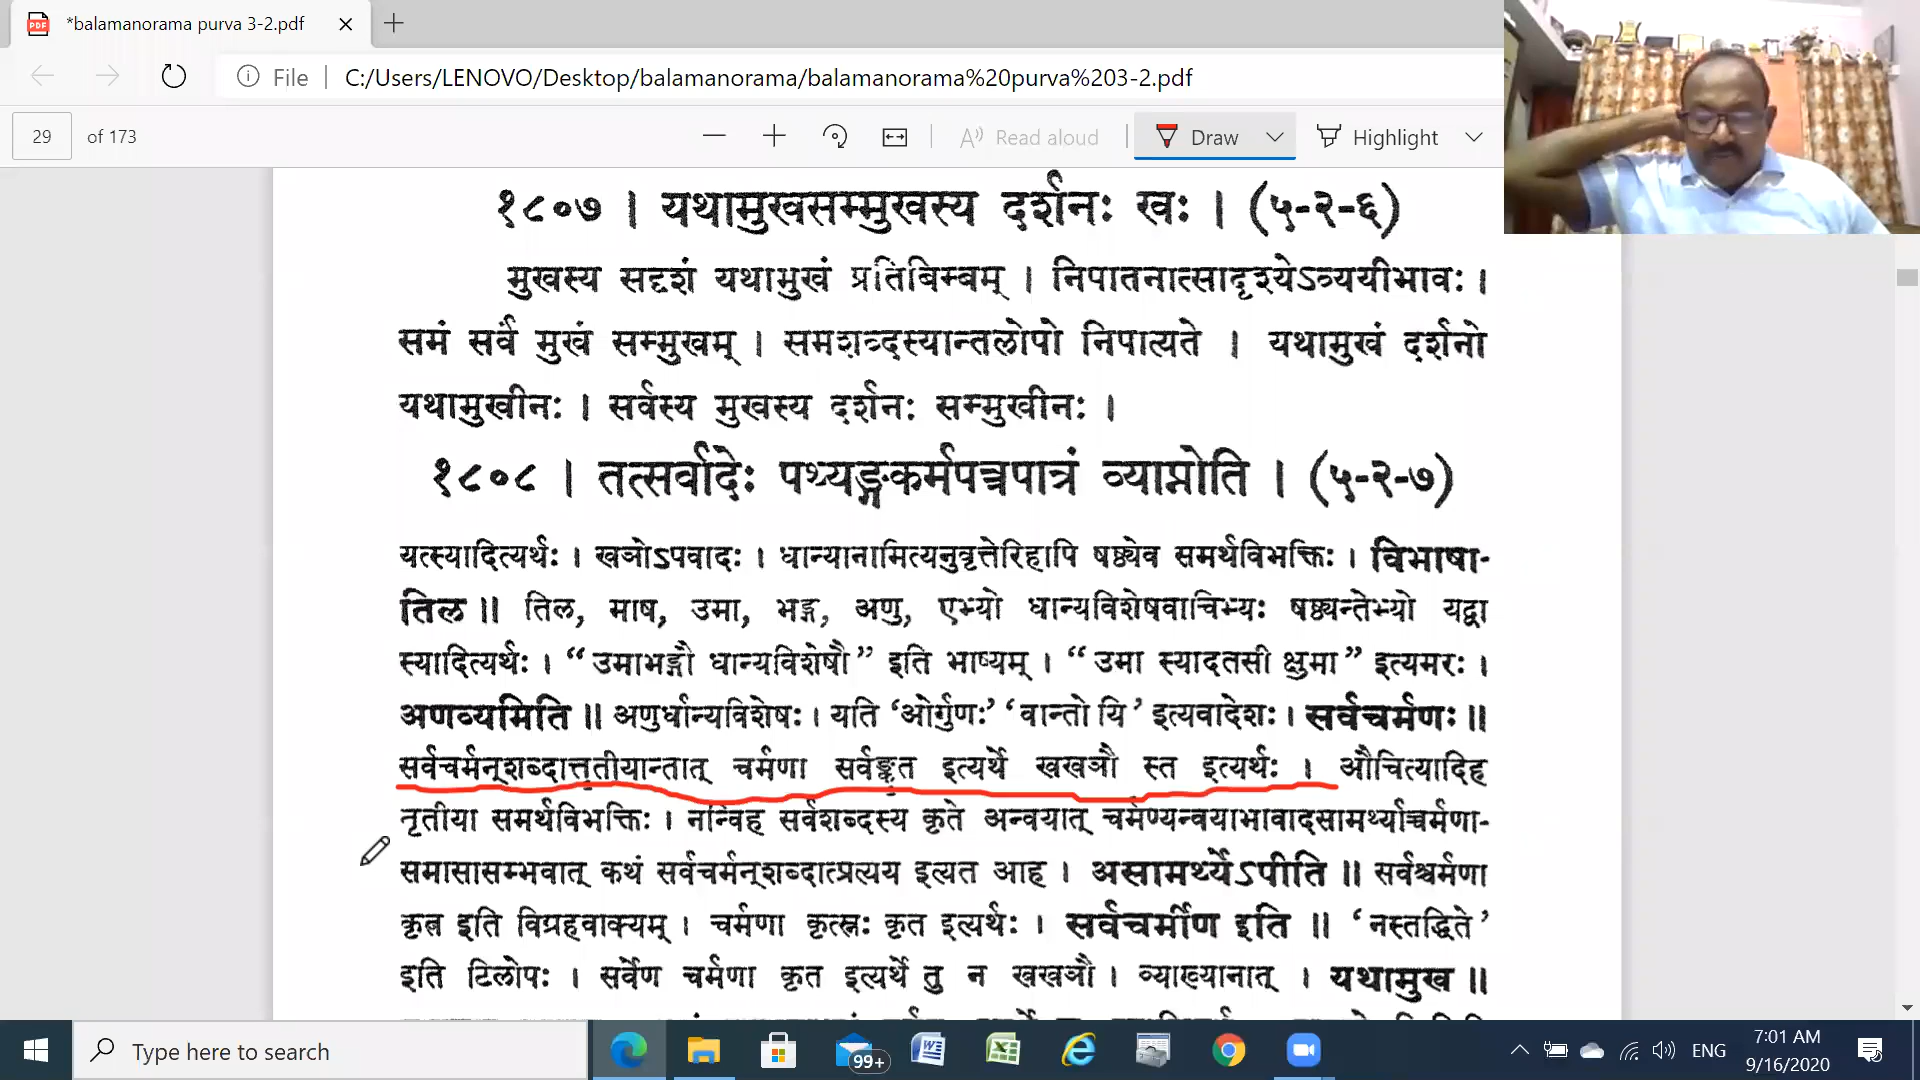 *balamanorama purva 3-2.pdf
File | C:/Users/LENOVO/Desktop/balamanorama/balamanorama%20purva%203-2.pdf
29 of 173
Read aloud
Draw
Highlight
१८०७ । यथामुखसम्मुखस्य दर्शनः खः । (५-२-६)
मुखस्य सदृशं यथामुखं प्रतिबिम्बम् । निपातनात्सादृश्येऽव्ययीभावः ।
समं सर्वं मुखं सम्मुखम् । समशब्दस्यान्तलोपो निपात्यते । यथामुखं दर्शनो
यथामुखीनः । सर्वस्य मुखस्य दर्शनः सम्मुखीनः ।
१८०८ । तत्सर्वादेः पथ्यङ्गकर्मपत्रपात्रं व्याप्नोति । (५-२-७)
यत्स्यादित्यर्थः । खञोऽपवादः । धान्यानामित्यनुवृत्तेरिहापि षष्ठ्येव समर्थविभक्तिः । विभाषा-
तिल ॥ तिल, माष, उमा, भङ्ग, अणु, एभ्यो धान्यविशेषवाचिभ्यः षष्ठ्यन्तेभ्यो यद्वा
स्यादित्यर्थः । “उमाभङ्गौ धान्यविशेषौ” इति भाष्यम् । “उमा स्यादतसी क्षुमा” इत्यमरः ।
अणव्यमिति ॥ अणुर्धान्यविशेषः । यति ‘ओर्गुणः’ ‘वान्तो यि’ इत्यवादेशः । सर्वचर्मणः ॥
सर्वचर्मन्शब्दात्तृतीयान्तात् चर्मणा सर्वङ्कृत इत्यर्थे खखञौ स्त इत्यर्थः । औचित्यादिह
तृतीया समर्थविभक्तिः । नन्विह सर्वशब्दस्य कृते अन्वयात् चर्मण्यन्वयाभावादसामर्थ्याच्चर्मणा-
समासासम्भवात् कथं सर्वचर्मन्शब्दात्प्रत्यय इत्यत आह । असामर्थ्येऽपीति ॥ सर्वश्चर्मणा
कृत इति विग्रहवाक्यम् । चर्मणा कृत्स्नः कृत इत्यर्थः । सर्वचर्मीण इति ॥ ‘नस्तद्धिते’
इति टिलोपः । सर्वेण चर्मणा कृत इत्यर्थे तु न खखञौ । व्याख्यानात् । यथामुख ॥
Type here to search
99+
ENG
7:01 AM
9/16/2020